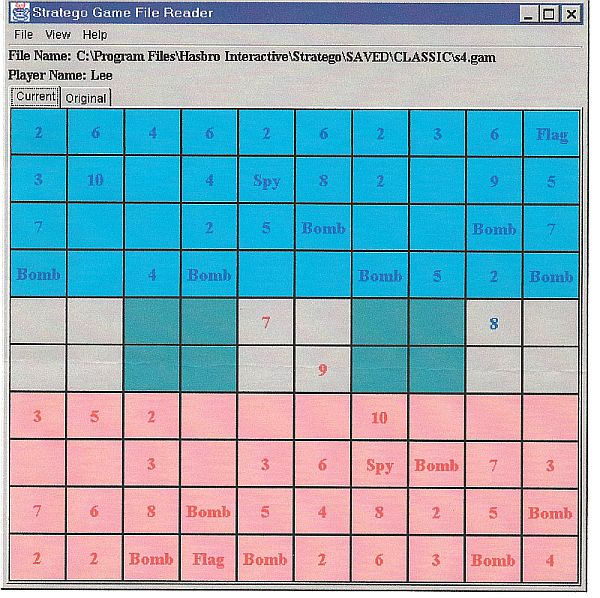 Stratego Game File Reader
File View Help
File Name: C:\Program Files\Hasbro Interactive\Stratego\SAVED\CLASSIC\s4.gam
Player Name: Lee
Current Original
2 6 4 6 2 6 2 3 6 Flag
3 10 4 Spy 8 2 9 5
7 2 5 Bomb Bomb 7
Bomb 4 Bomb Bomb 5 2 Bomb
7 8
9
3 5 2 10
3 3 6 Spy Bomb 7 3
7 6 8 Bomb 5 4 8 2 5 Bomb
2 2 Bomb Flag Bomb 2 6 3 Bomb 4